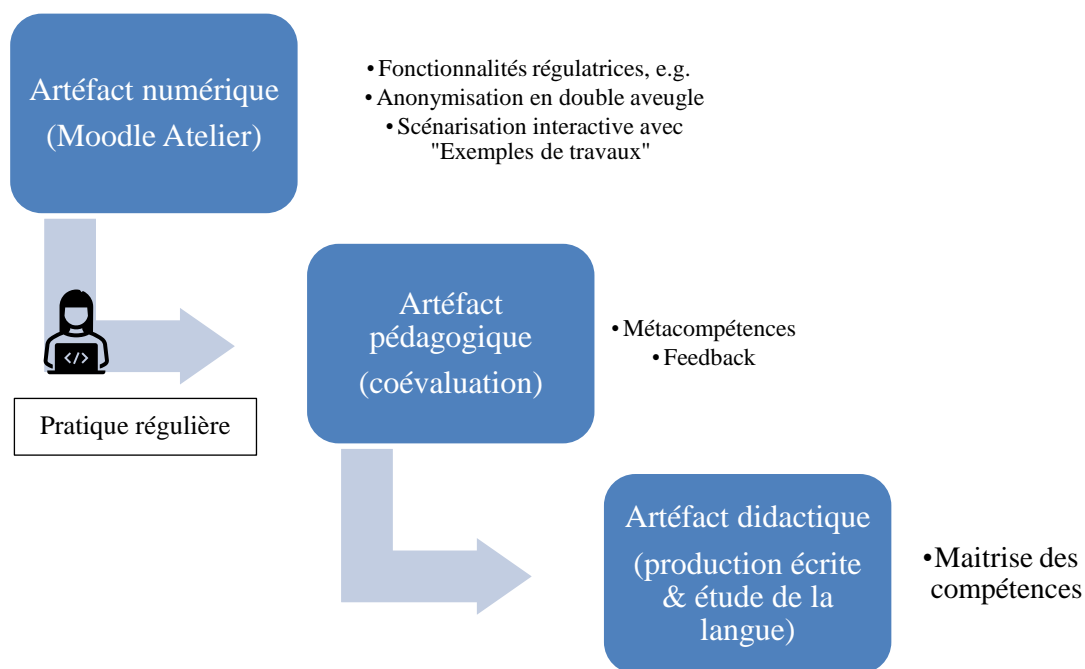 Artéfact numérique
(Moodle Atelier)
• Fonctionnalités régulatrices, e.g.
• Anonymisation en double aveugle
• Scénarisation interactive avec
"Exemples de travaux"
</>
Pratique régulière
Artéfact
pédagogique
(coévaluation)
• Métacompétences
• Feedback
Artéfact didactique
(production écrite
& étude de la
langue)
• Maitrise des
compétences